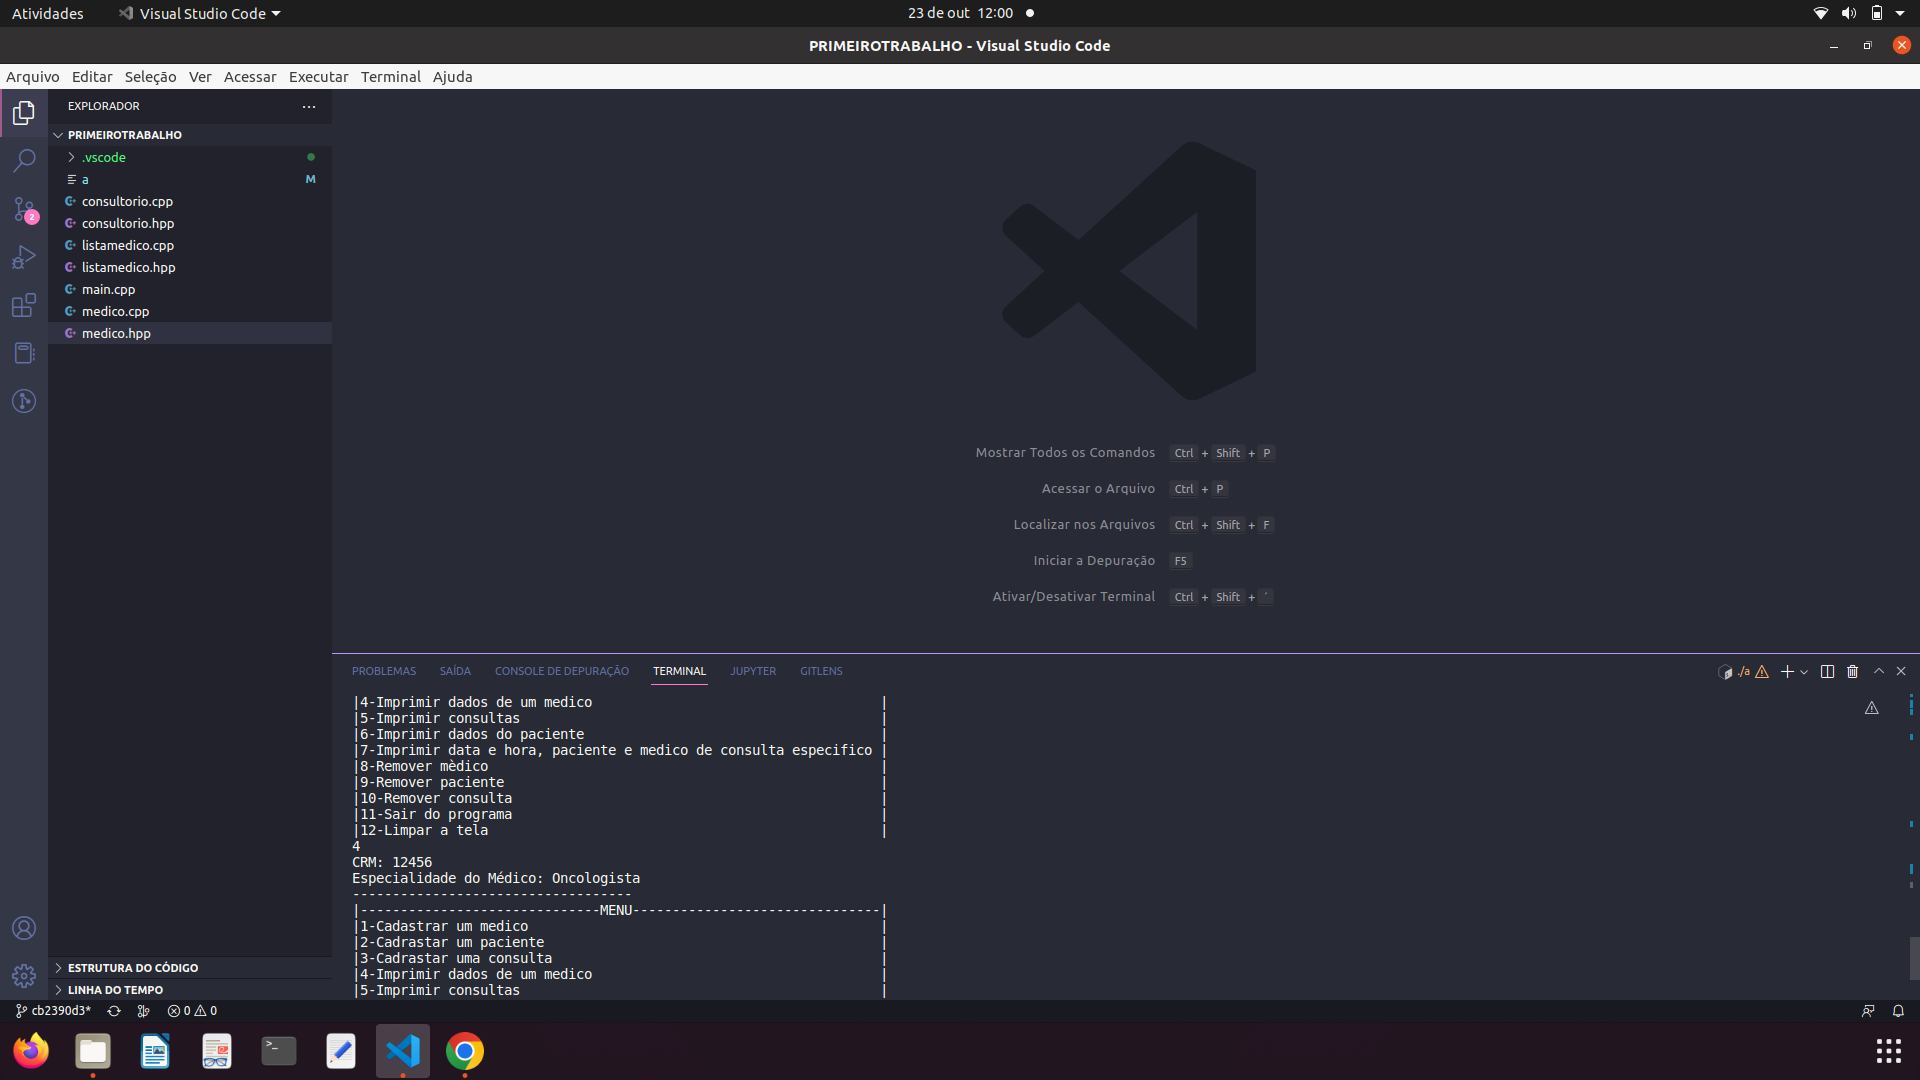 Atividades
Visual Studio Code
23 de out 12:00
PRIMEIROTRABALHO - Visual Studio Code
Arquivo Editar Seleção Ver Acessar Executar Terminal Ajuda
EXPLORADOR
PRIMEIROTRABALHO
.vscode
a M
consultorio.cpp
consultorio.hpp
listamedico.cpp
listamedico.hpp
main.cpp
medico.cpp
medico.hpp
2
ESTRUTURA DO CÓDIGO
LINHA DO TEMPO
Mostrar Todos os Comandos Ctrl + Shift + P
Acessar o Arquivo Ctrl + P
Localizar nos Arquivos Ctrl + Shift + F
Iniciar a Depuração F5
Ativar/Desativar Terminal Ctrl + Shift + ´
PROBLEMAS SAÍDA CONSOLE DE DEPURAÇÃO TERMINAL JUPYTER GITLENS
./a
|4-Imprimir dados de um medico |
|5-Imprimir consultas |
|6-Imprimir dados do paciente |
|7-Imprimir data e hora, paciente e medico de consulta especifico |
|8-Remover mèdico |
|9-Remover paciente |
|10-Remover consulta |
|11-Sair do programa |
|12-Limpar a tela |
4
CRM: 12456
Especialidade do Médico: Oncologista
-----------------------------------
|------------------------------MENU-------------------------------|
|1-Cadastrar um medico |
|2-Cadrastar um paciente |
|3-Cadrastar uma consulta |
|4-Imprimir dados de um medico |
|5-Imprimir consultas |
cb2390d3* 0 0